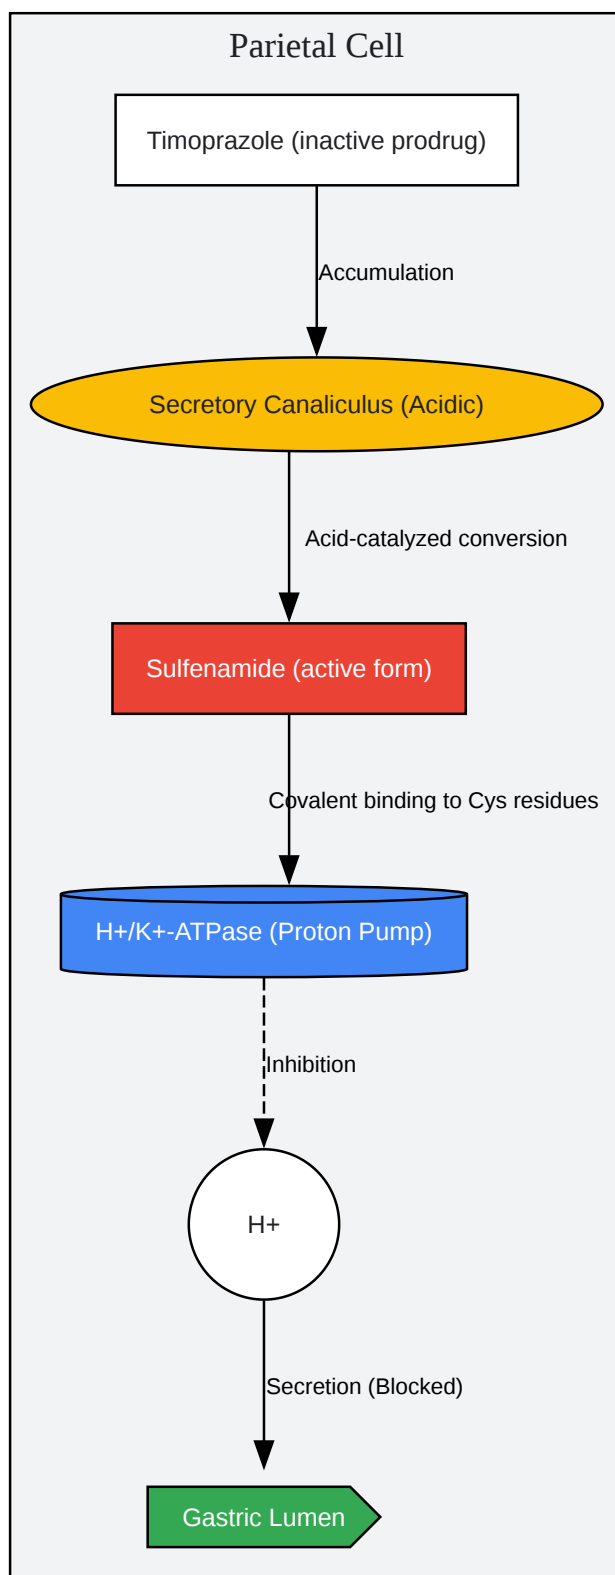 Parietal Cell
Timoprazole (inactive prodrug)
Accumulation
Secretory Canaliculus (Acidic)
Acid-catalyzed conversion
Sulfenamide (active form)
Covalent binding to Cys residues
H+/K+-ATPase (Proton Pump)
Inhibition
H+
Secretion (Blocked)
Gastric Lumen